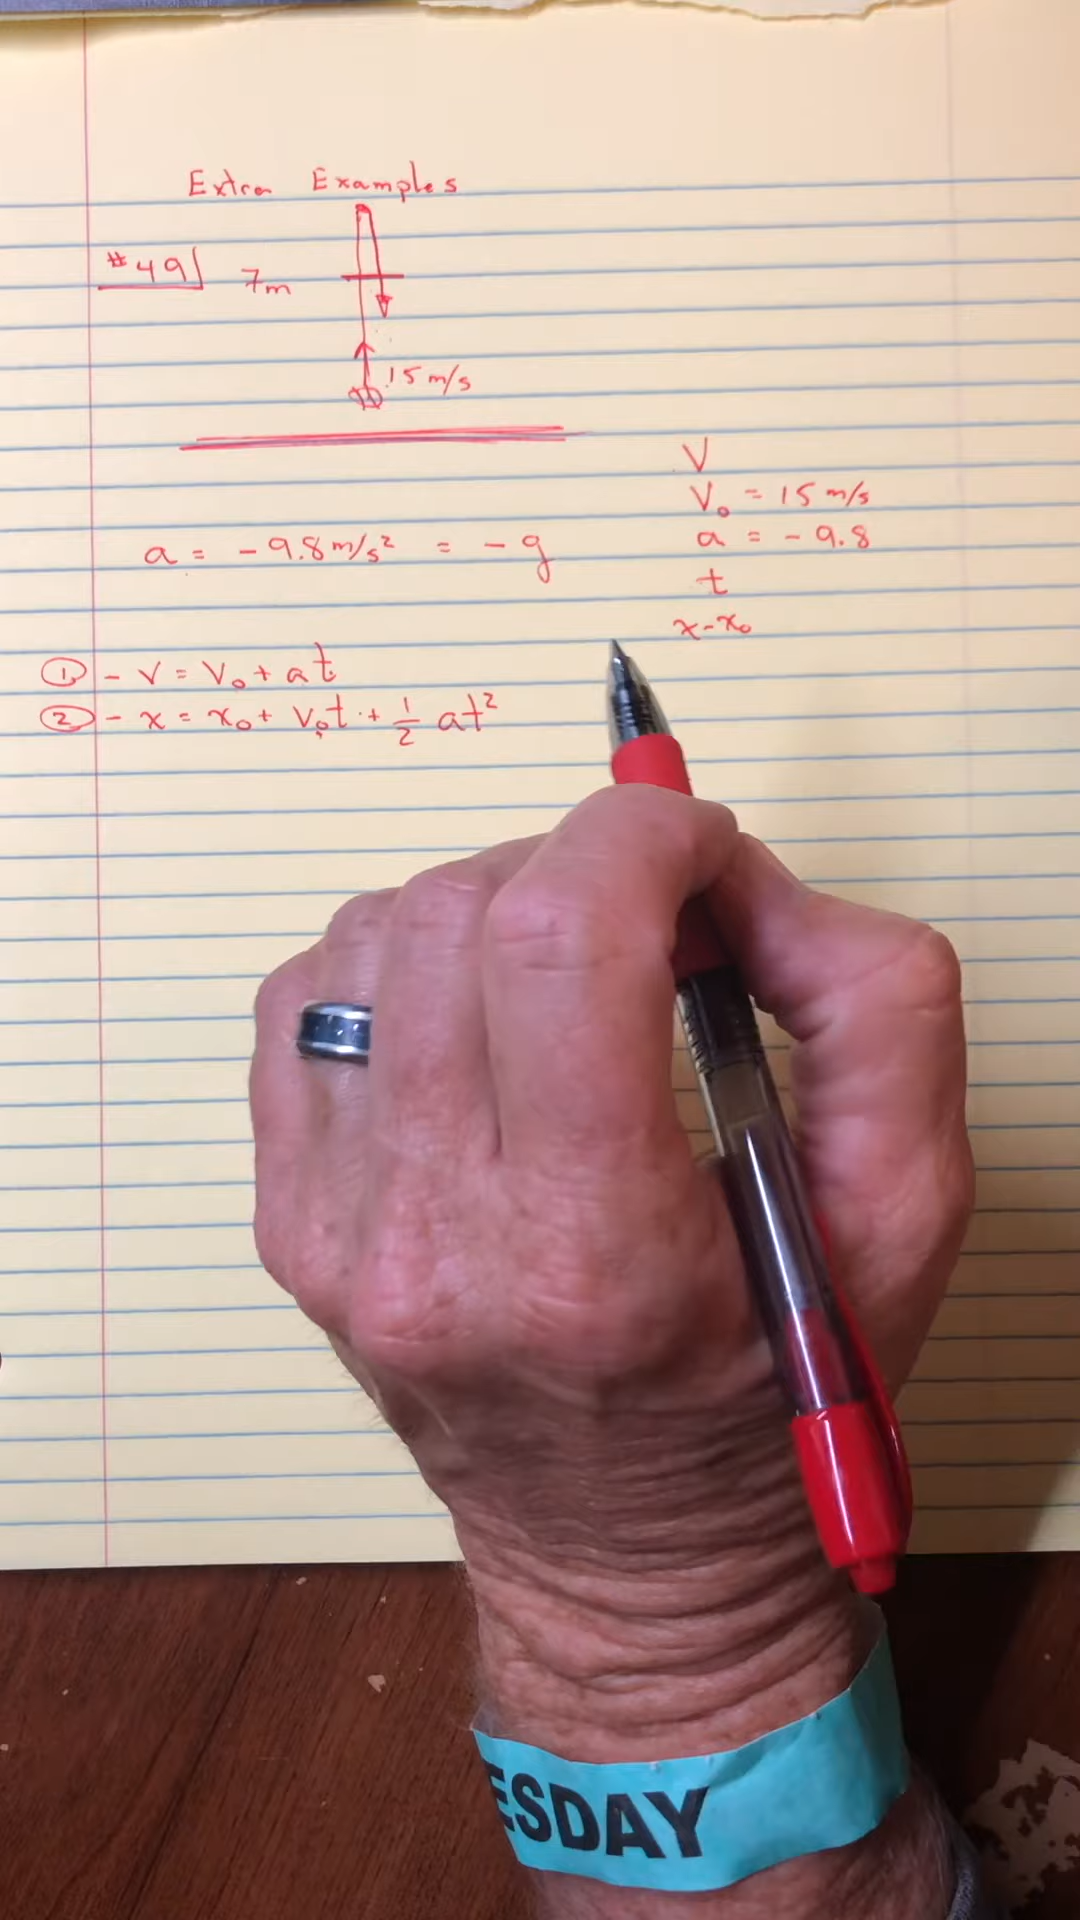 Extra Examples
#49 7m
15 m/s
V
V₀ = 15 m/s
a = -9.8 m/s² = -g
a = -9.8
t
x-x₀
① - V = V₀ + at
② - x = x₀ + V₀t + 1/2 at²
ESDAY